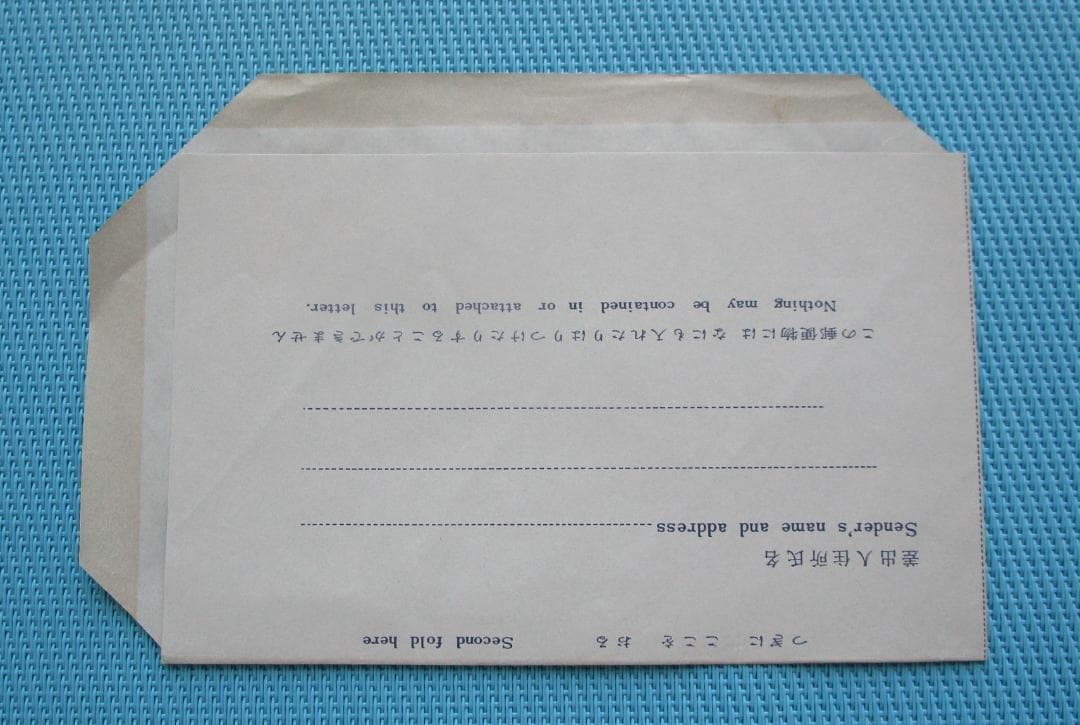 つぎに ここを おる Second fold here
差出人住所氏名
Sender's name and address
この郵便物には なにも入れたりはりつけたりすることができません
Nothing may be contained in or attached to this letter.